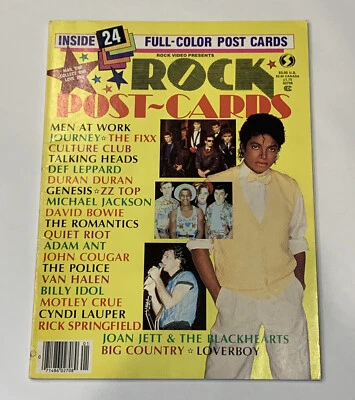 INSIDE 24 FULL-COLOR POST CARDS
ROCK VIDEO PRESENTS
ROCK
POST-CARDS
MEN AT WORK
JOURNEY☆THE FIXX
CULTURE CLUB
TALKING HEADS
DEF LEPPARD
DURAN DURAN
GENESIS☆ZZ TOP
MICHAEL JACKSON
DAVID BOWIE
THE ROMANTICS
QUIET RIOT
ADAM ANT
JOHN COUGAR
THE POLICE
VAN HALEN
BILLY IDOL
MOTLEY CRUE
CYNDI LAUPER
RICK SPRINGFIELD
JOAN JETT & THE BLACKHEARTS
BIG COUNTRY ☆ LOVERBOY